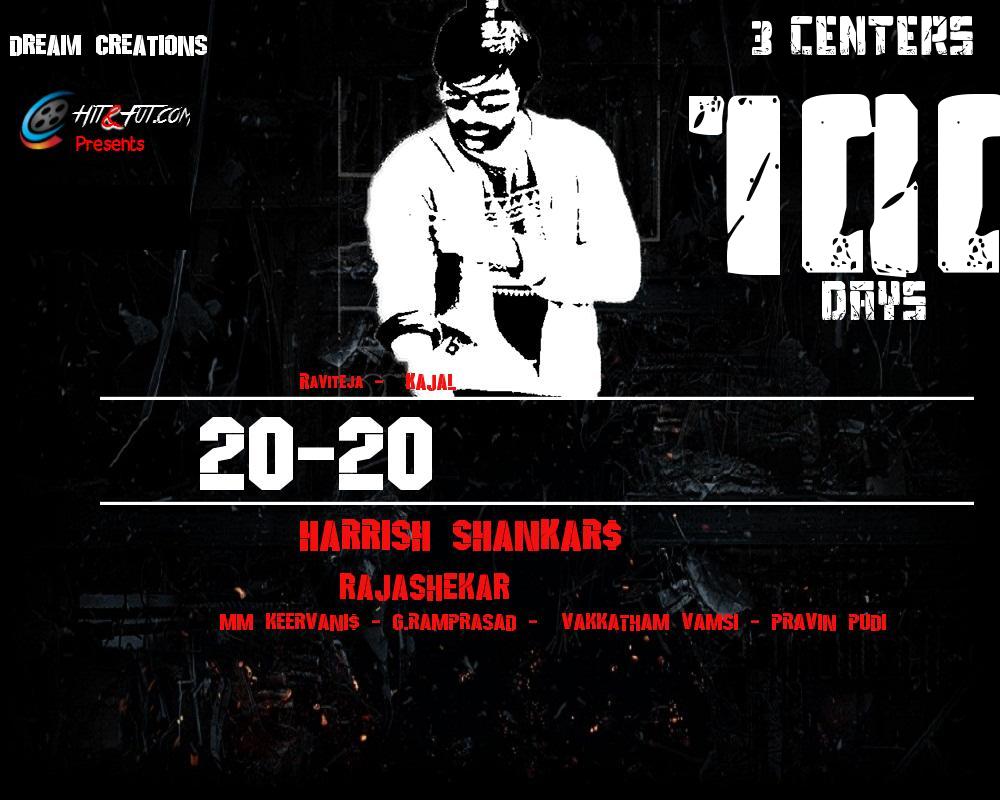 DREAM CREATIONS
3 CENTERS
HIT&FUT.COM
Presents
100
DAYS
RAVITEJA - KAJAL
20-20
HARRISH SHANKAR$
RAJASHEKAR
MM KEERVANI$ - G.RAMPRASAD - VAKKATHAM VAMSI - PRAVIN PUDI